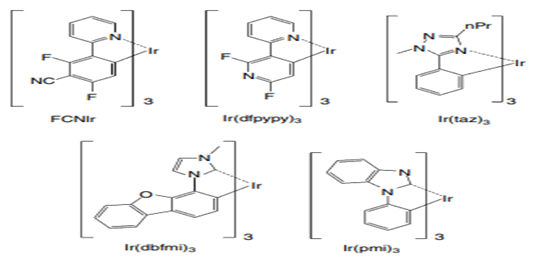 N
Ir
F
NC
F
3
FCNIr
N
Ir
F
N
F
3
Ir(dfpypy)3
nPr
N
N
N
Ir
3
Ir(taz)3
N
N
O
Ir
3
Ir(dbfmi)3
N
N
Ir
3
Ir(pmi)3